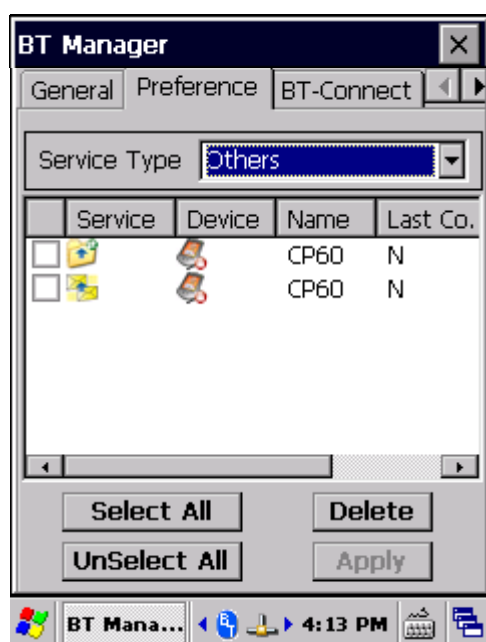 BT Manager
General Preference BT-Connect
Service Type Others
Service Device Name Last Co.
CP60 N
CP60 N
Select All Delete
UnSelect All Apply
BT Mana... 4:13 PM